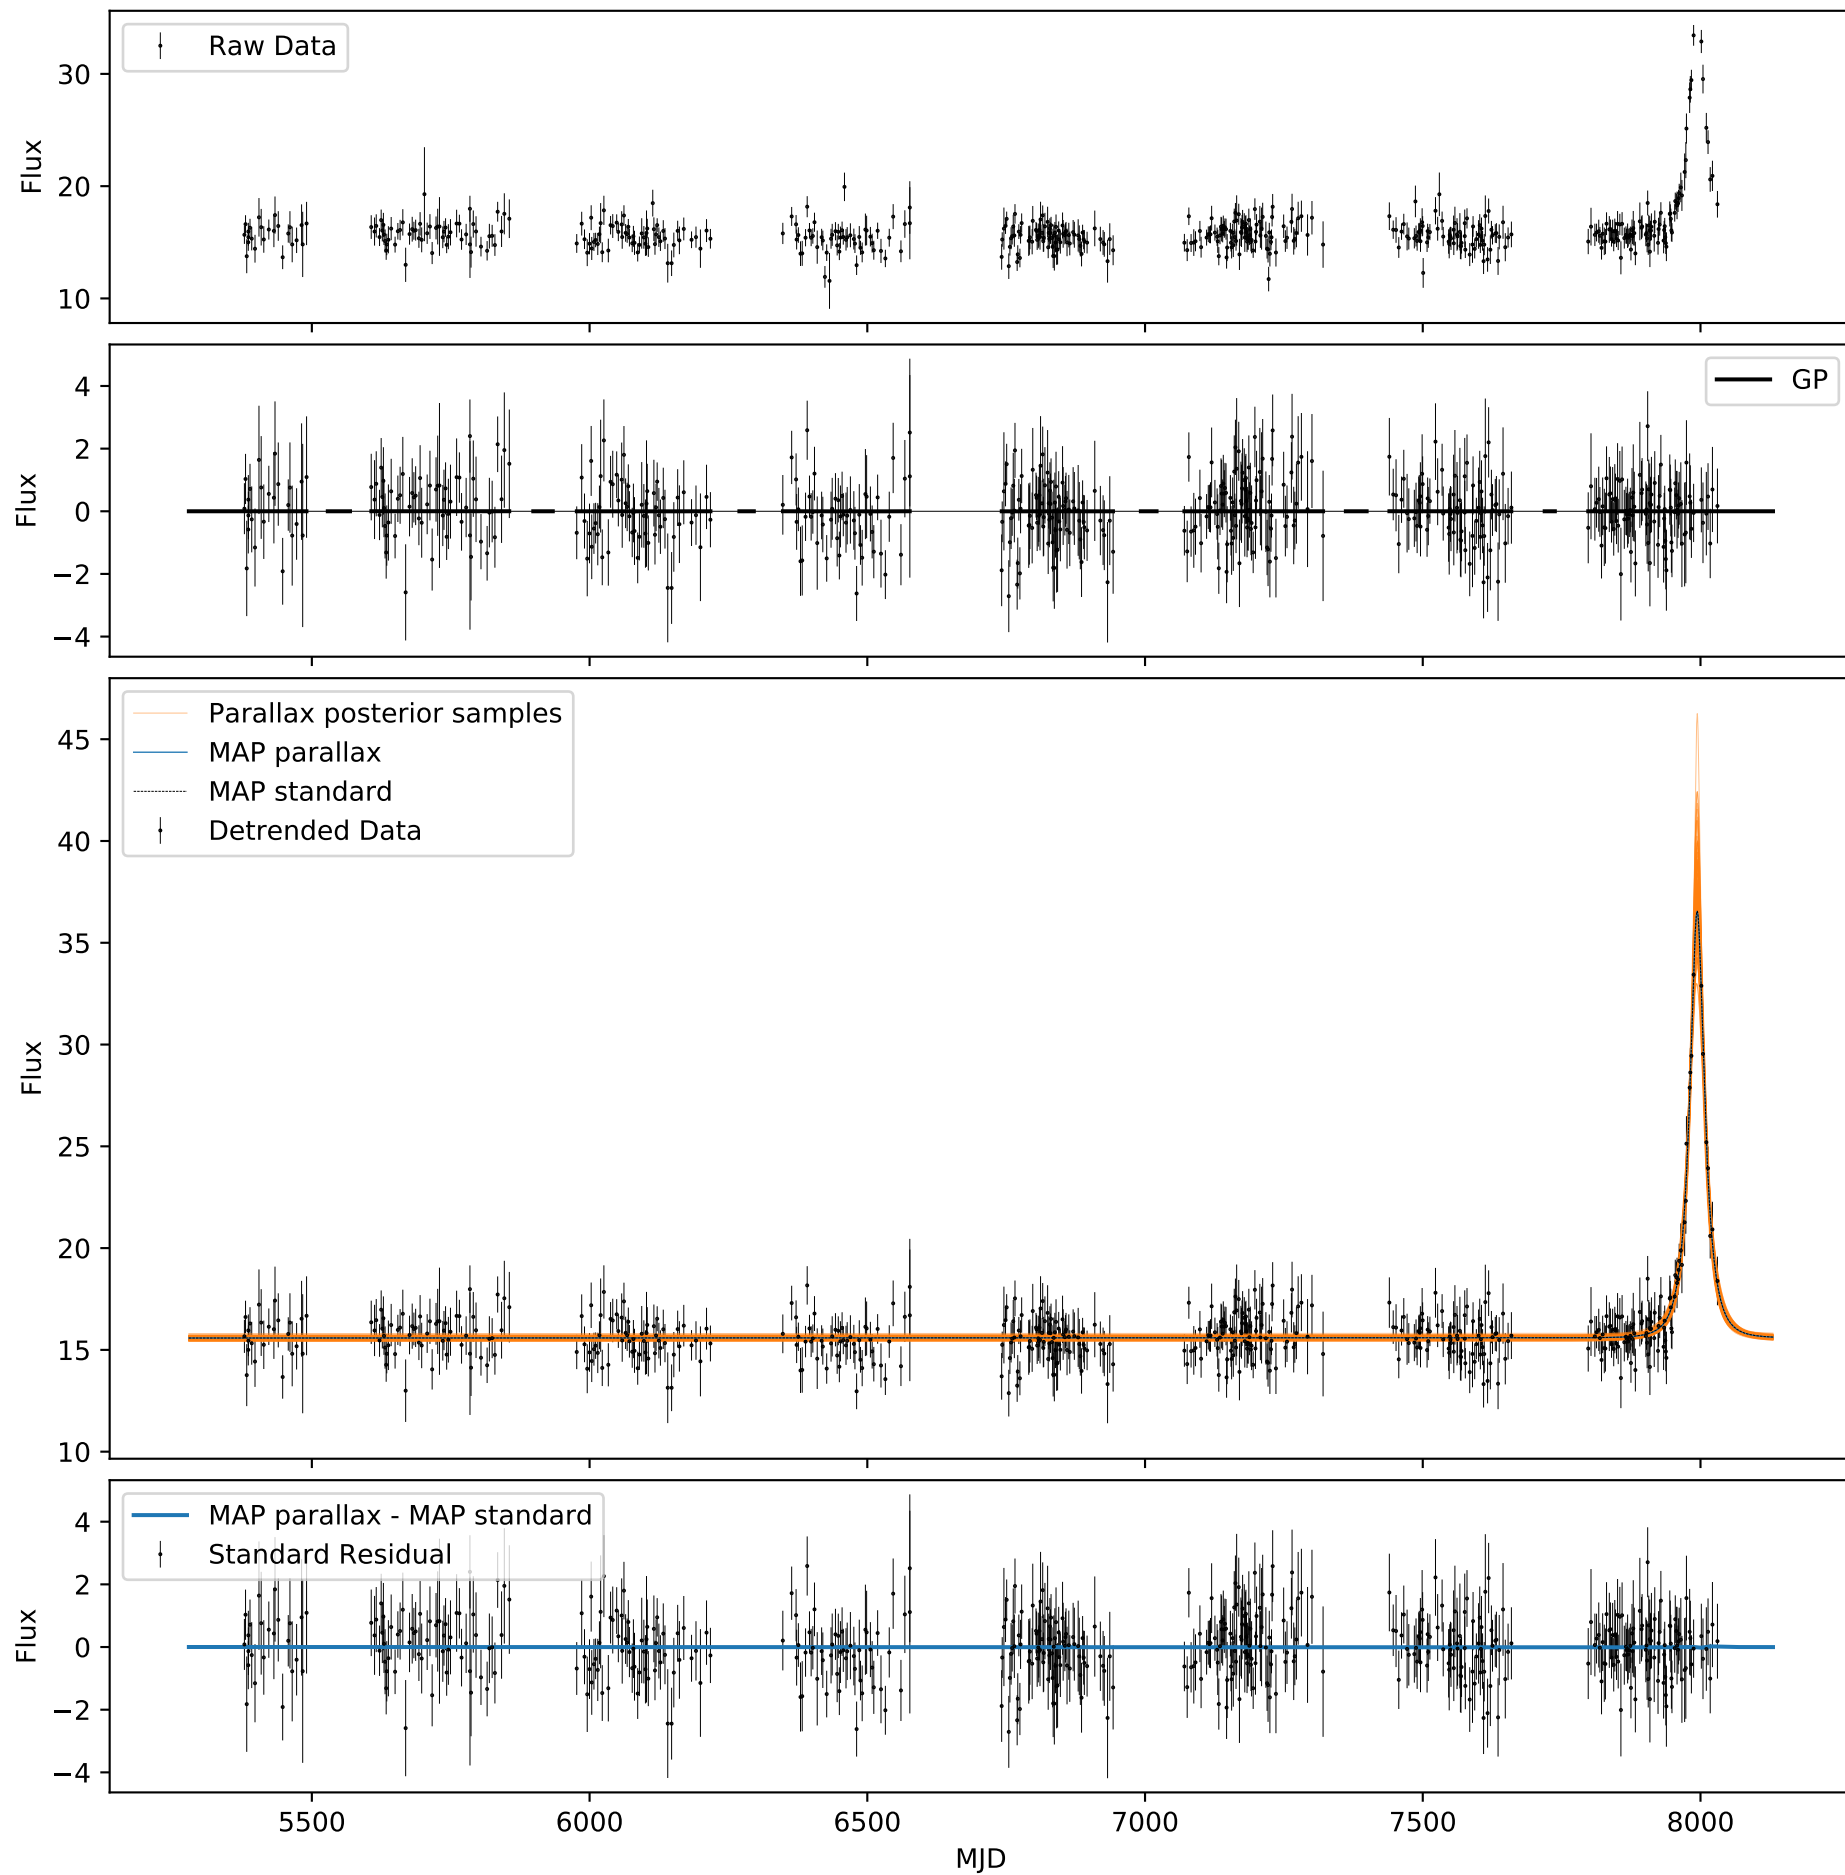 Raw Data
Flux
30
20
10
GP
Flux
4
2
0
−2
−4
Parallax posterior samples
MAP parallax
MAP standard
Detrended Data
Flux
45
40
35
30
25
20
15
10
MAP parallax - MAP standard
Standard Residual
Flux
4
2
0
−2
−4
5500 6000 6500 7000 7500 8000
MJD